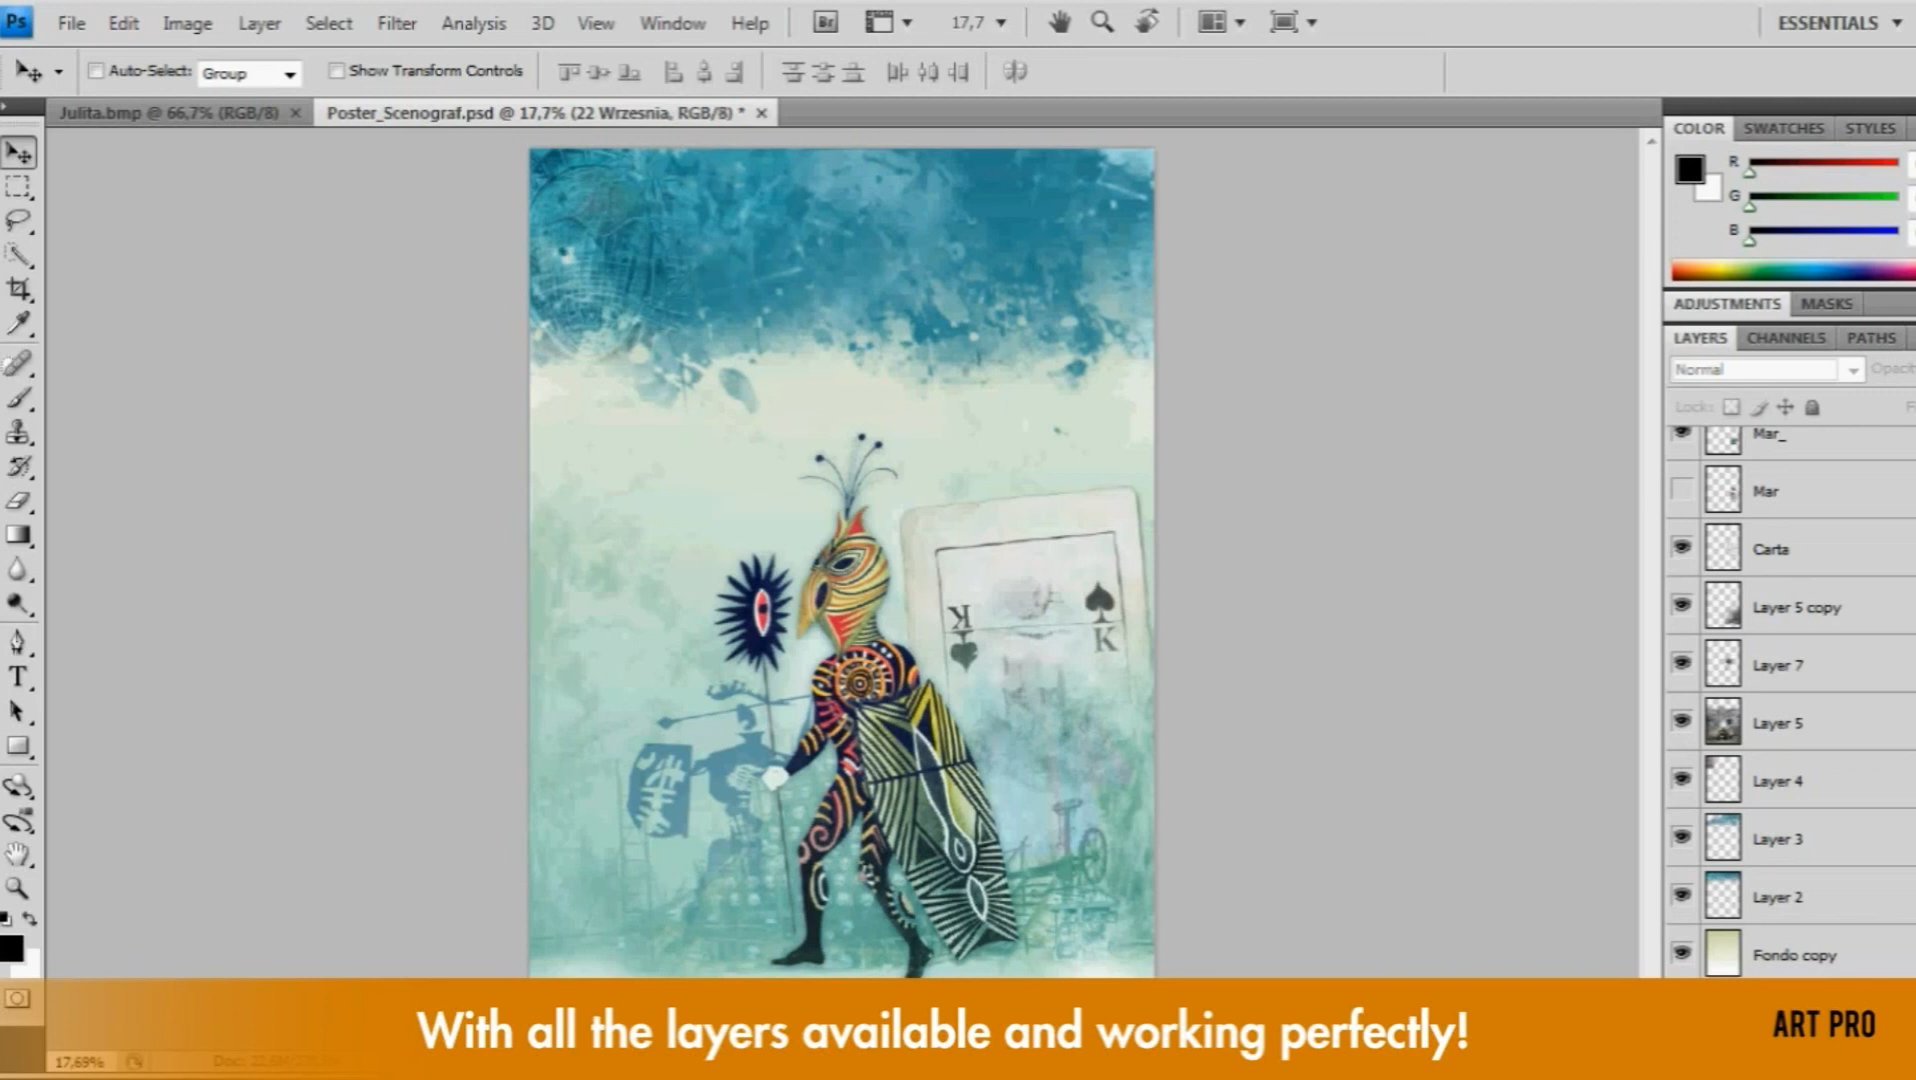 Ps File Edit Image Layer Select Filter Analysis 3D View Window Help Br 17,7 ESSENTIALS
Auto-Select: Group Show Transform Controls
Julita.bmp @ 66,7% (RGB/8) Poster_Scenograf.psd @ 17,7% (22 Wrzesnia, RGB/8) *
COLOR SWATCHES STYLES
R
G
B
ADJUSTMENTS MASKS
LAYERS CHANNELS PATHS
Normal
Lock:
Mar_
Mar
Carta
Layer 5 copy
Layer 7
Layer 5
Layer 4
Layer 3
Layer 2
Fondo copy
K
K
T
With all the layers available and working perfectly!
ART PRO
17,69%